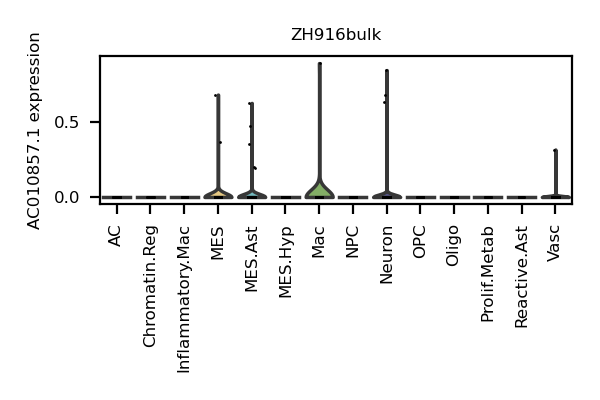 ZH916bulk
AC010857.1 expression
0.5
0.0
AC
Chromatin.Reg
Inflammatory.Mac
MES
MES.Ast
MES.Hyp
Mac
NPC
Neuron
OPC
Oligo
Prolif.Metab
Reactive.Ast
Vasc